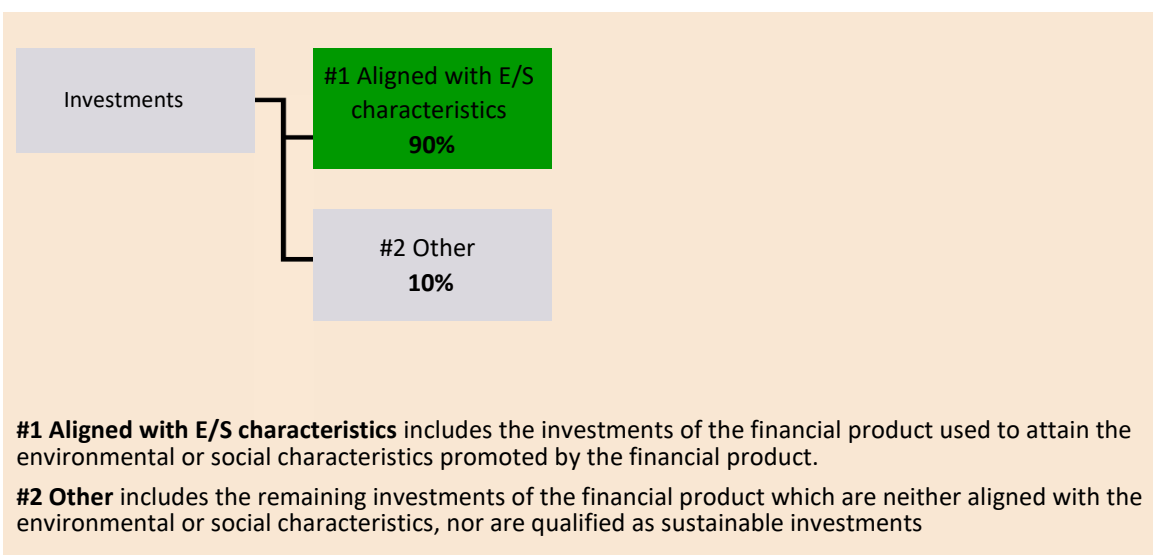 Investments
#1 Aligned with E/S
characteristics
90%
#2 Other
10%
#1 Aligned with E/S characteristics includes the investments of the financial product used to attain the
environmental or social characteristics promoted by the financial product.
#2 Other includes the remaining investments of the financial product which are neither aligned with the
environmental or social characteristics, nor are qualified as sustainable investments